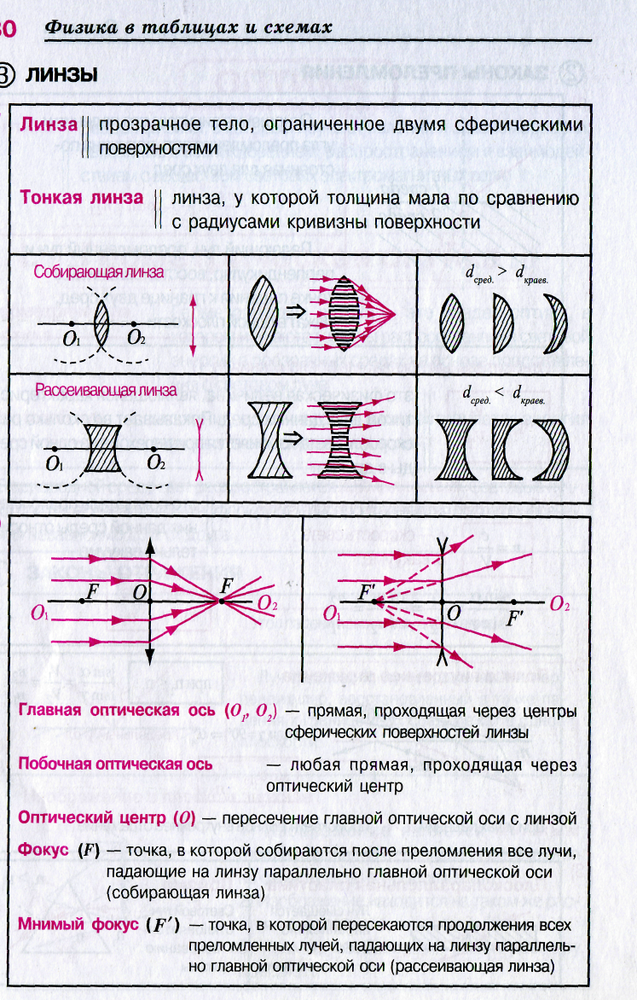 30 Физика в таблицах и схемах
3 ЛИНЗЫ
Линза прозрачное тело, ограниченное двумя сферическими
поверхностями
Тонкая линза линза, у которой толщина мала по сравнению
с радиусами кривизны поверхности
Собирающая линза
O₁ O₂
dсред. > dкраев.
Рассеивающая линза
O₁ O₂
dсред. < dкраев.
O₁ F O F O₂
O₁ F′ O F′ O₂
Главная оптическая ось (O₁, O₂) — прямая, проходящая через центры
сферических поверхностей линзы
Побочная оптическая ось — любая прямая, проходящая через
оптический центр
Оптический центр (O) — пересечение главной оптической оси с линзой
Фокус (F) — точка, в которой собираются после преломления все лучи,
падающие на линзу параллельно главной оптической оси
(собирающая линза)
Мнимый фокус (F′) — точка, в которой пересекаются продолжения всех
преломленных лучей, падающих на линзу параллель-
но главной оптической оси (рассеивающая линза)